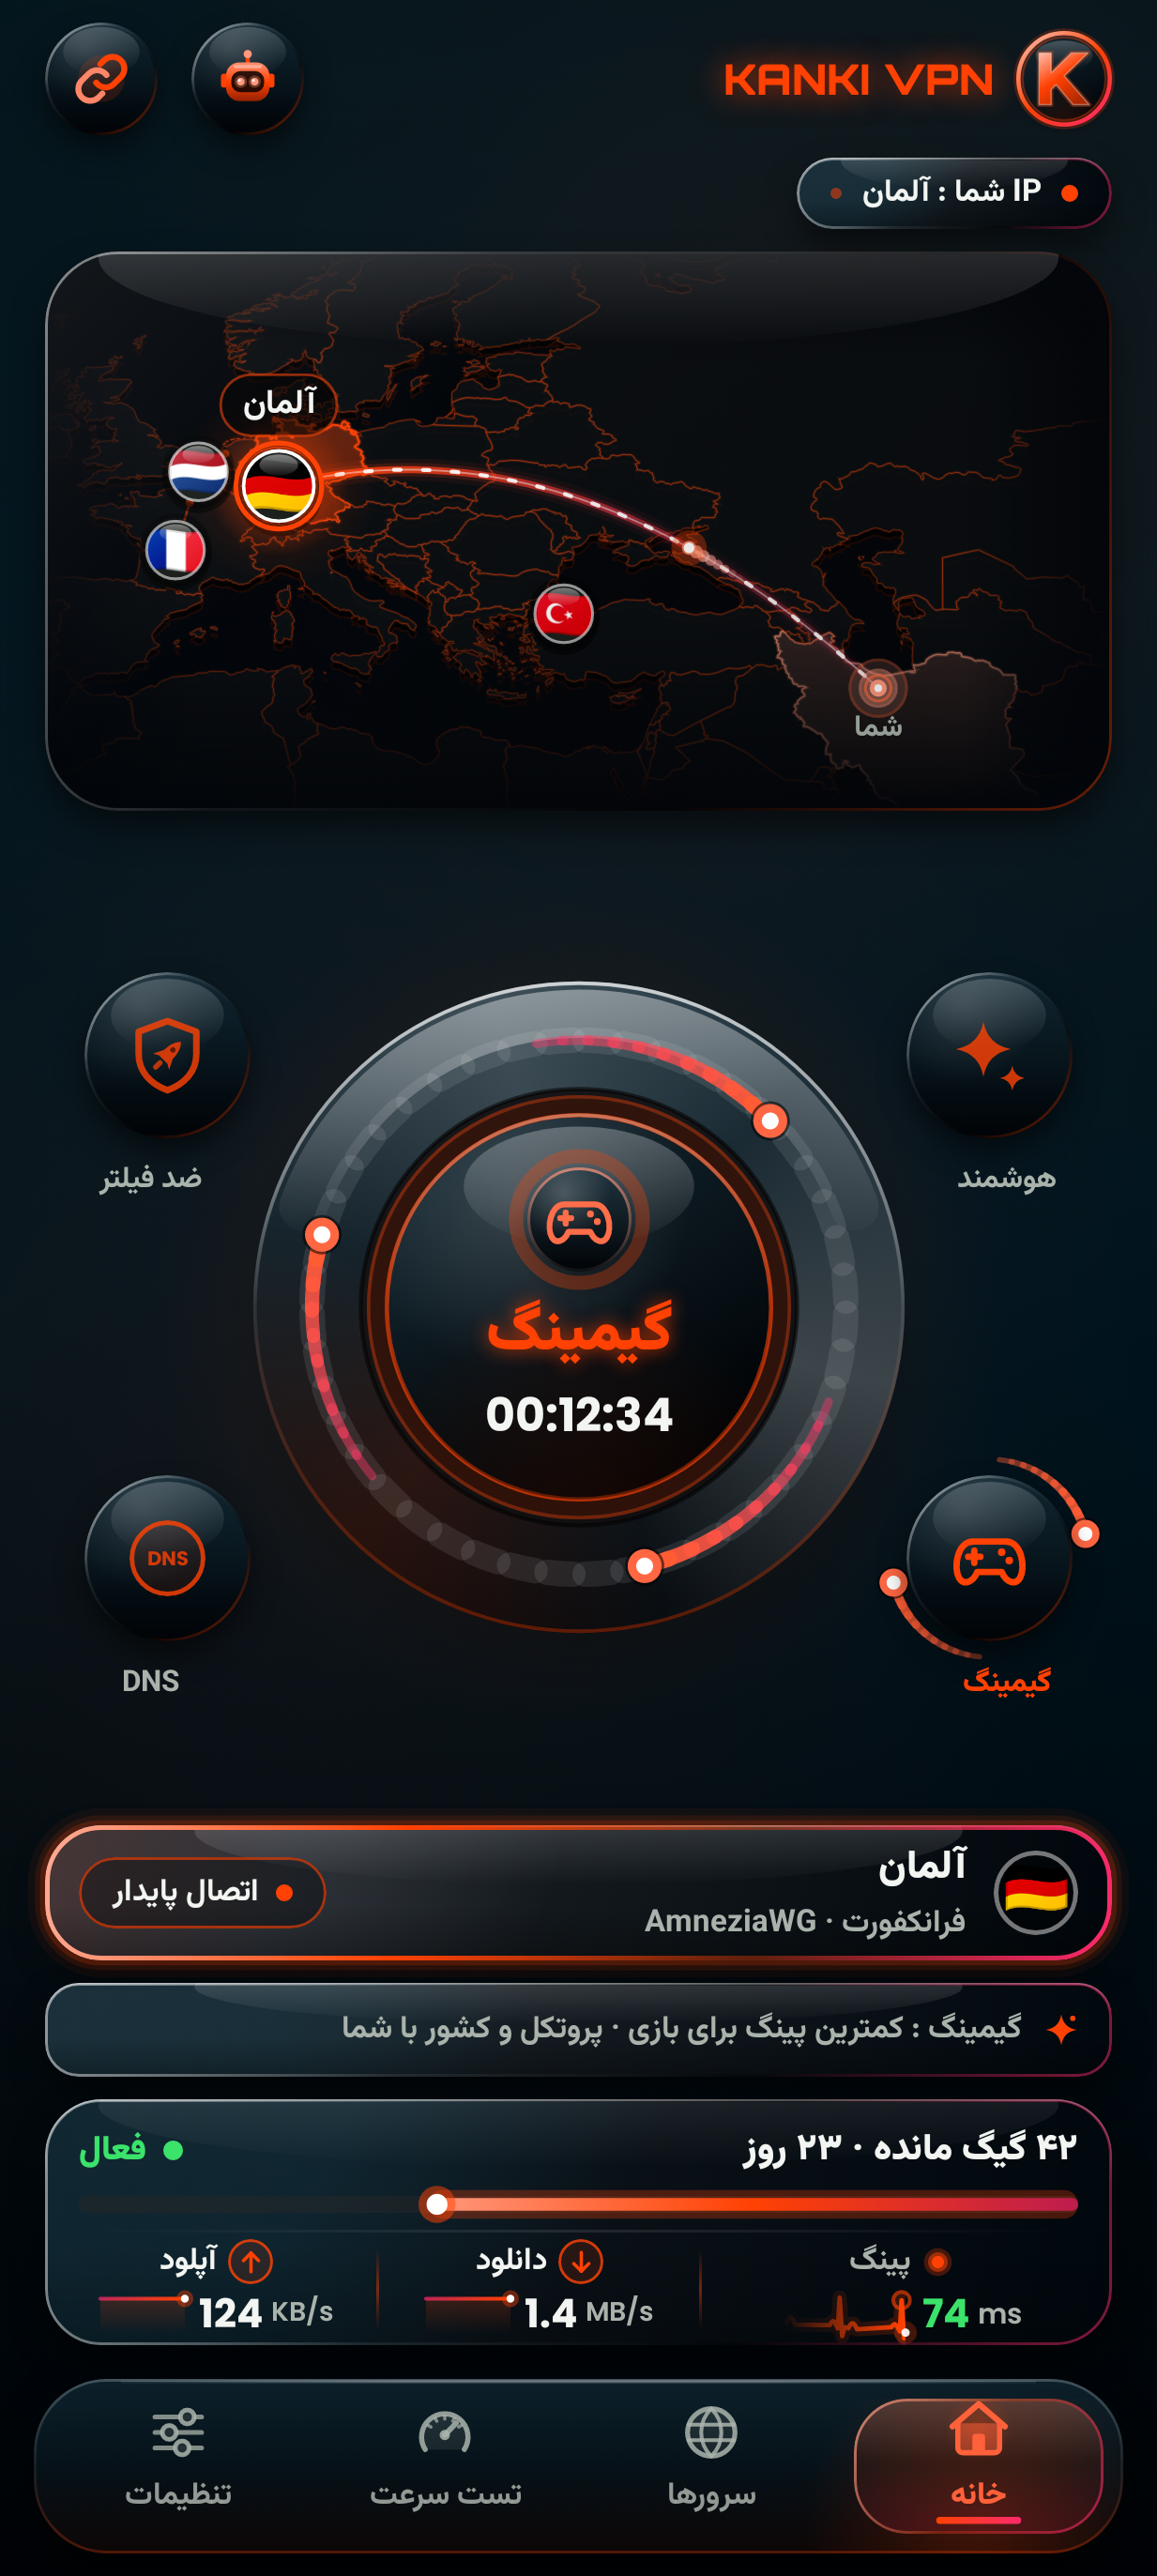 KANKI VPN
K
IP شما : آلمان
آلمان
شما
هوشمند
ضد فیلتر
گیمینگ
00:12:34
گیمینگ
DNS
DNS
آلمان
فرانکفورت · AmneziaWG
اتصال پایدار
گیمینگ : کمترین پینگ برای بازی · پروتکل و کشور با شما
۴۲ گیگ مانده · ۲۳ روز
فعال
پینگ
74 ms
دانلود
1.4 MB/s
آپلود
124 KB/s
خانه
سرورها
تست سرعت
تنظیمات